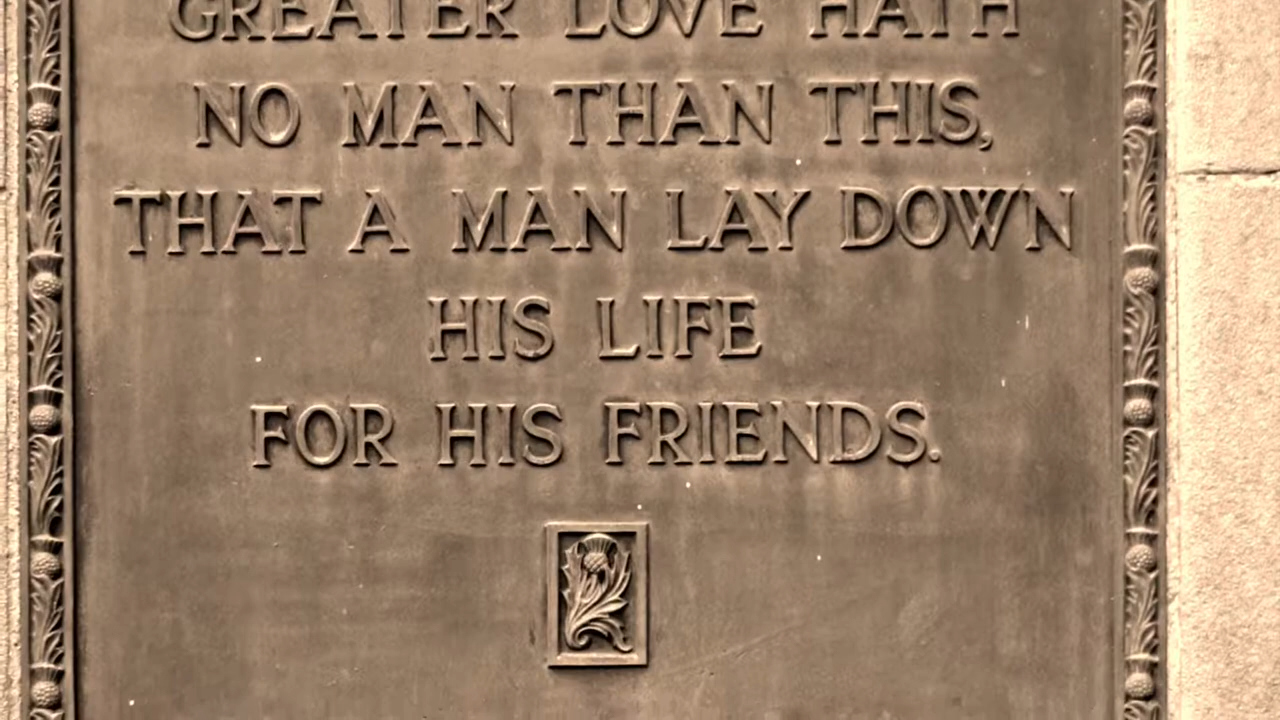 GREATER LOVE HATH
NO MAN THAN THIS,
THAT A MAN LAY DOWN
HIS LIFE
FOR HIS FRIENDS.